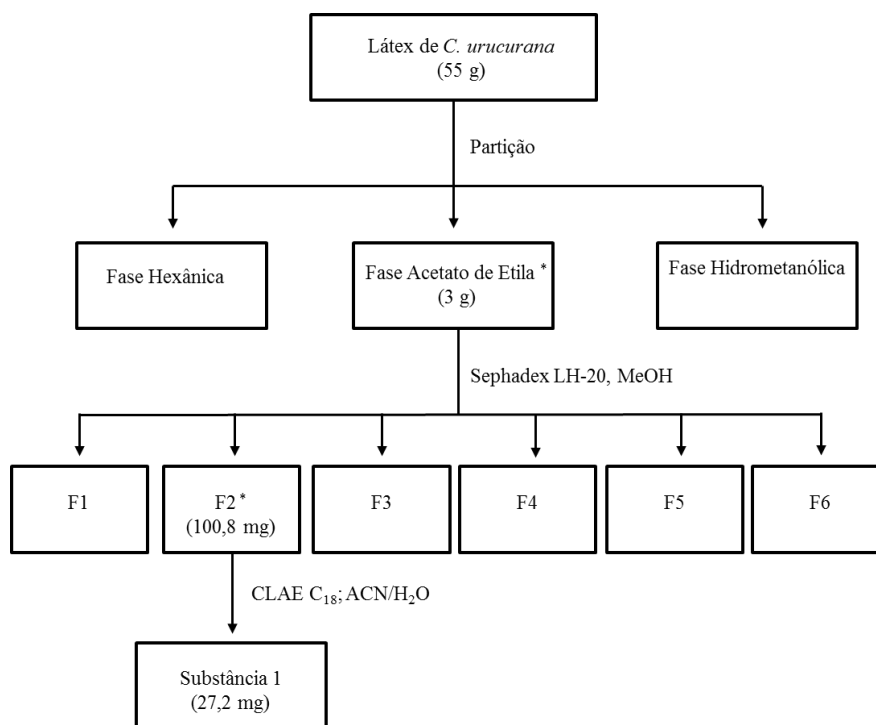 Látex de C. urucurana
(55 g)
Partição
Fase Hexânica
Fase Acetato de Etila *
(3 g)
Fase Hidrometanólica
Sephadex LH-20, MeOH
F1
F2 *
(100,8 mg)
F3
F4
F5
F6
CLAE C₁₈; ACN/H₂O
Substância 1
(27,2 mg)